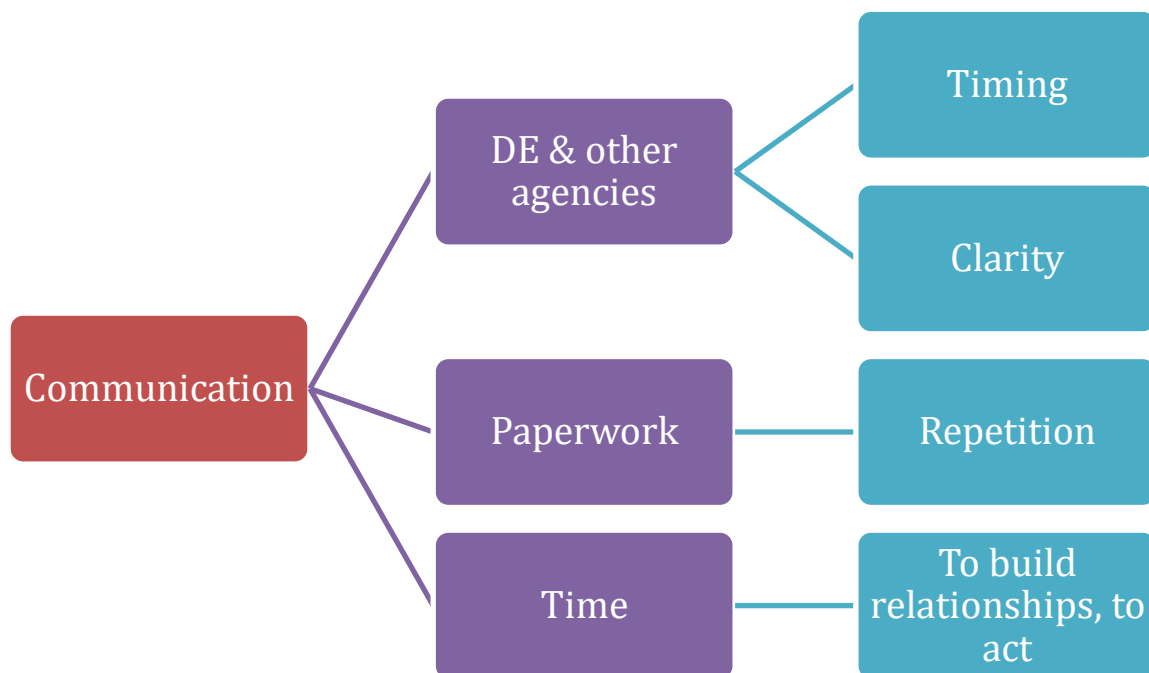 Communication
DE & other
agencies
Timing
Clarity
Paperwork
Repetition
Time
To build
relationships, to
act